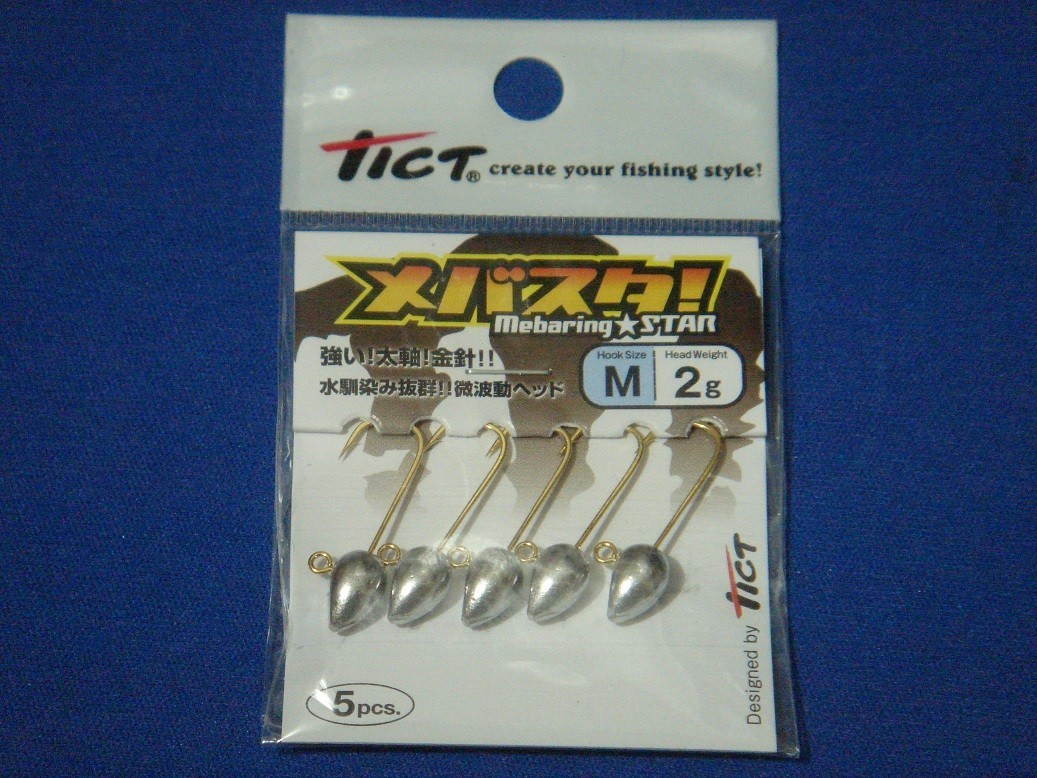 TICT® create your fishing style!
メバスタ!
Mebaring★STAR
強い!太軸!金針!!
水馴染み抜群!!微波動ヘッド
Hook Size Head Weight
M 2g
Designed by TICT
5pcs.